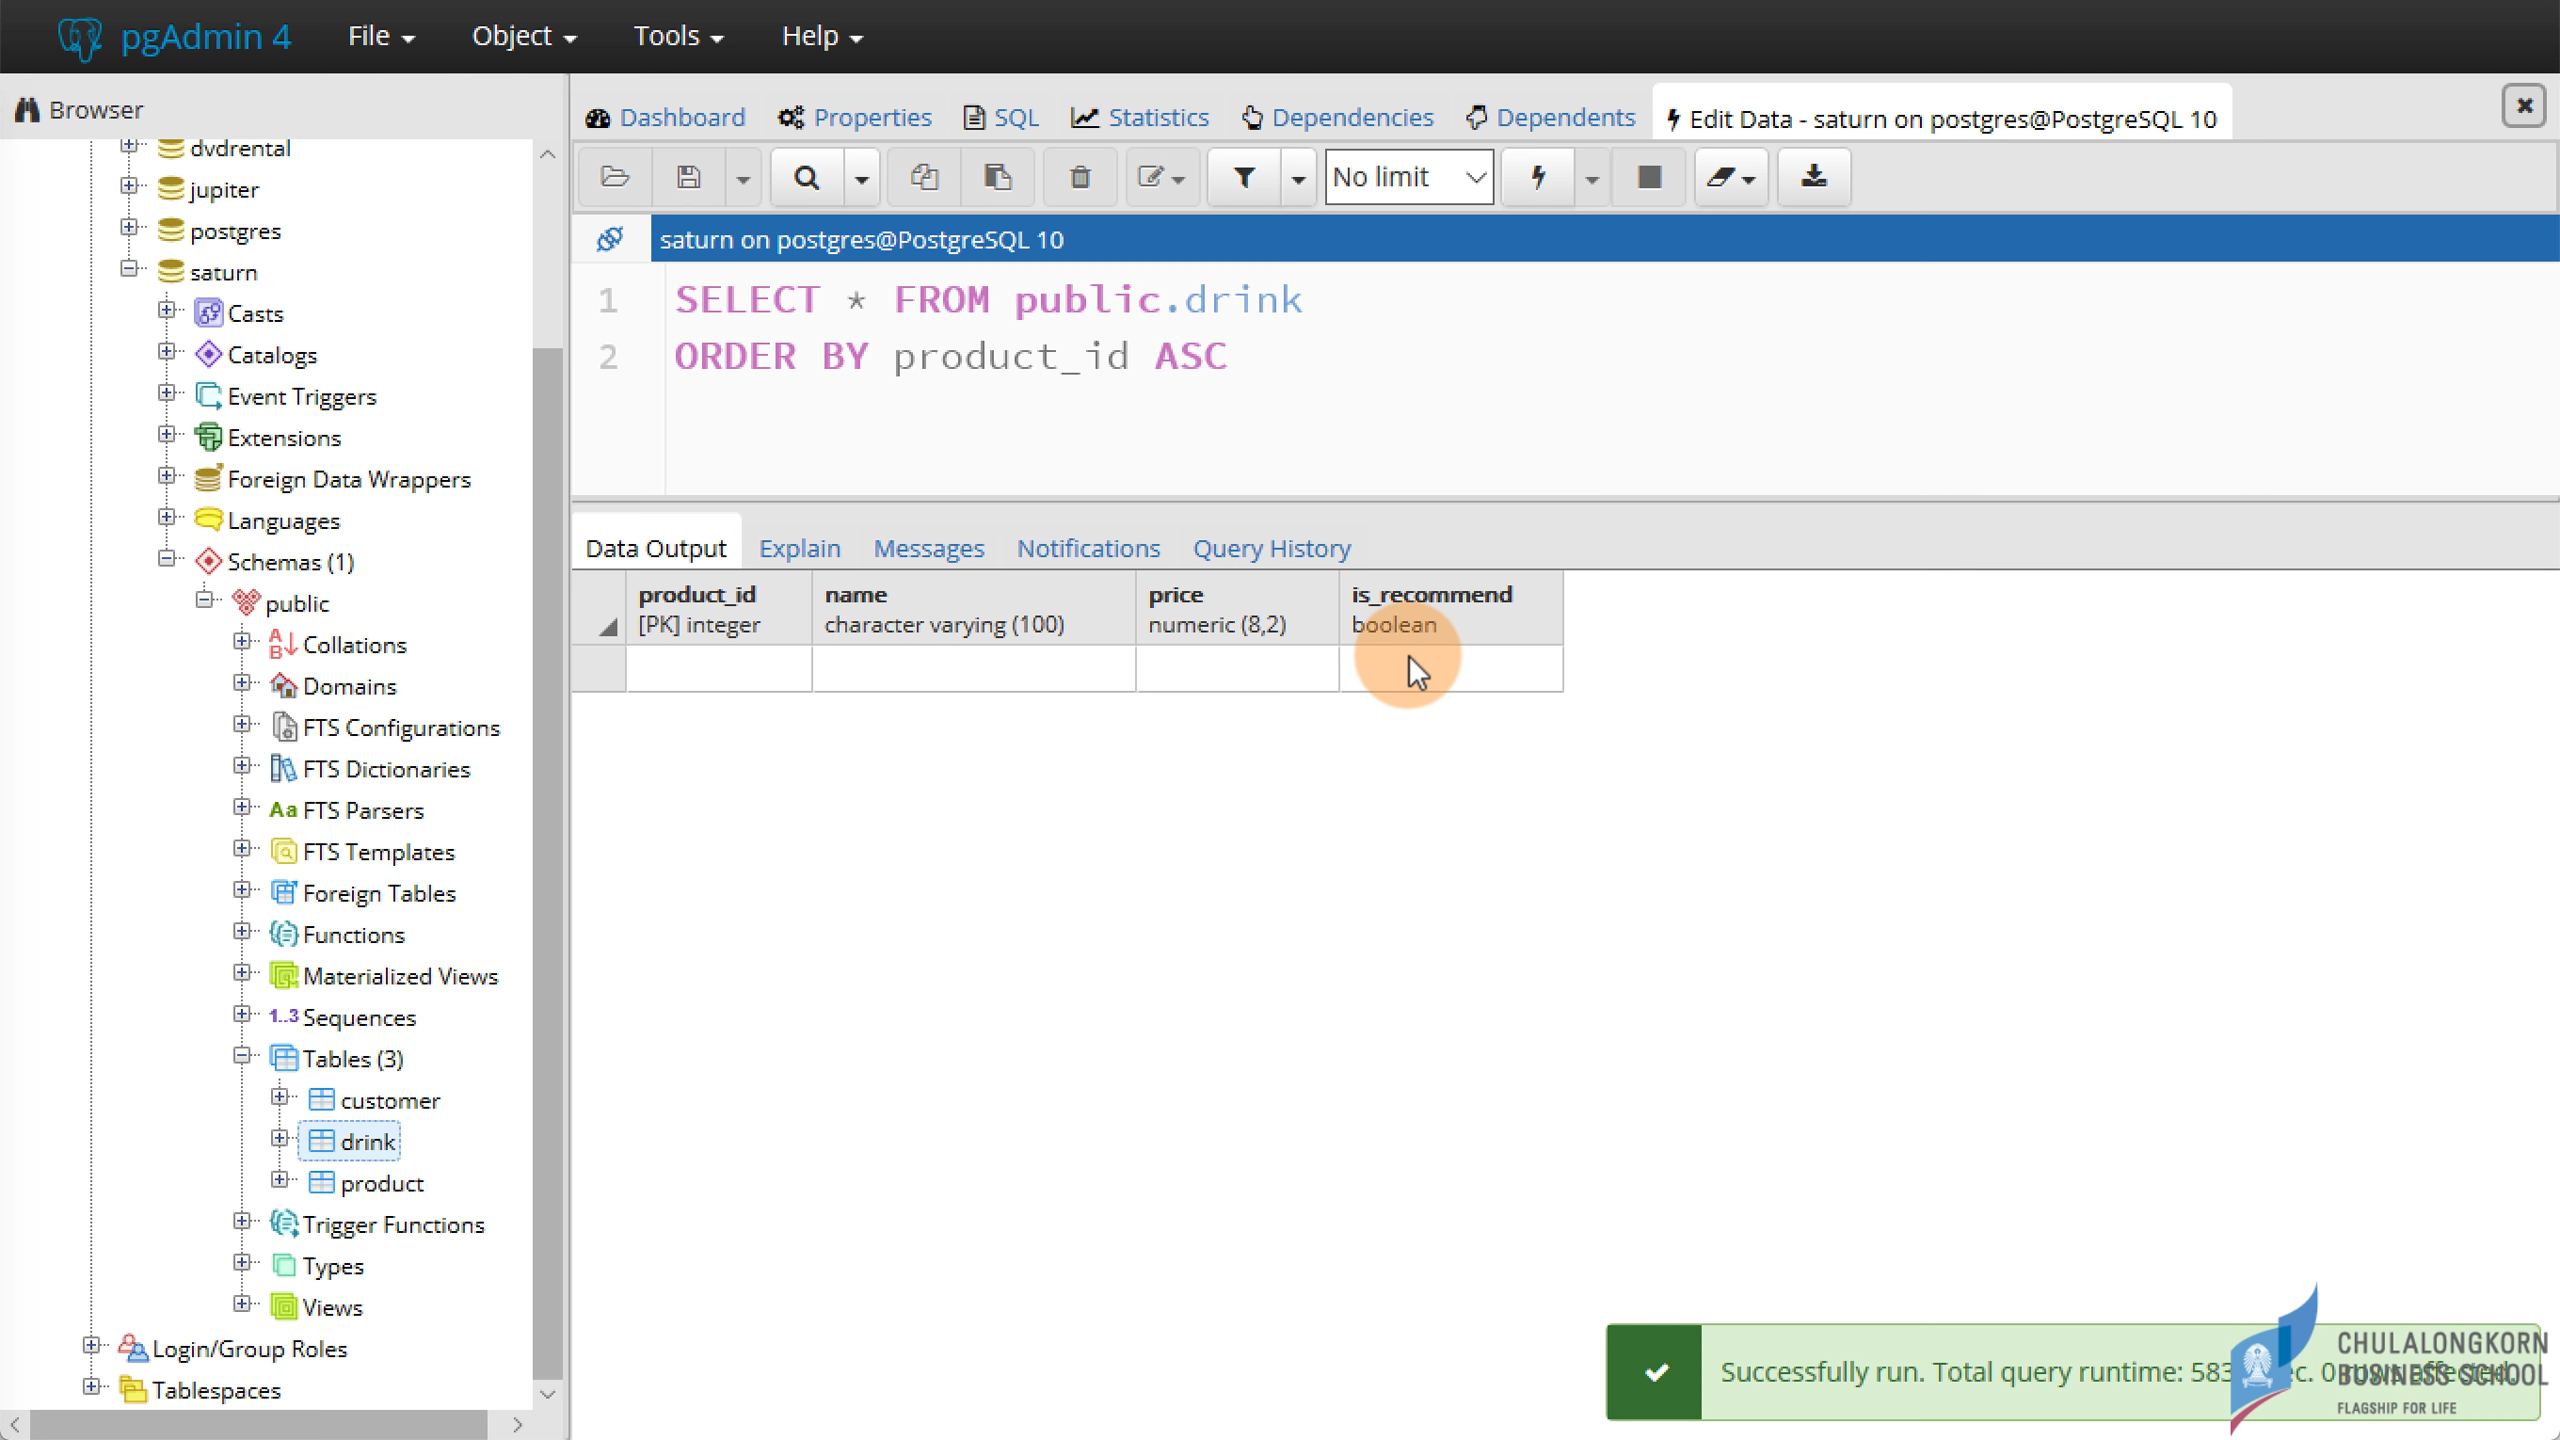 pgAdmin 4
File
Object
Tools
Help
Browser
dvdrental
jupiter
postgres
saturn
Casts
Catalogs
Event Triggers
Extensions
Foreign Data Wrappers
Languages
Schemas (1)
public
Collations
Domains
FTS Configurations
FTS Dictionaries
Aa FTS Parsers
FTS Templates
Foreign Tables
Functions
Materialized Views
1..3 Sequences
Tables (3)
customer
drink
product
Trigger Functions
Types
Views
Login/Group Roles
Tablespaces
Dashboard
Properties
SQL
Statistics
Dependencies
Dependents
Edit Data - saturn on postgres@PostgreSQL 10
No limit
saturn on postgres@PostgreSQL 10
1 SELECT * FROM public.drink
2 ORDER BY product_id ASC
Data Output
Explain
Messages
Notifications
Query History
product_id
[PK] integer
name
character varying (100)
price
numeric (8,2)
is_recommend
boolean
Successfully run. Total query runtime: 583
CHULALONGKORN
BUSINESS SCHOOL
FLAGSHIP FOR LIFE